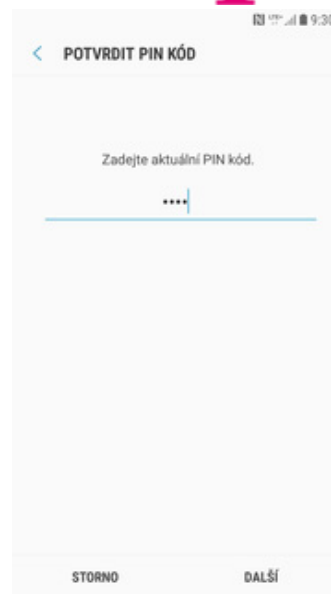 9:30
POTVRDIT PIN KÓD
Zadejte aktuální PIN kód.
••••
STORNO DALŠÍ